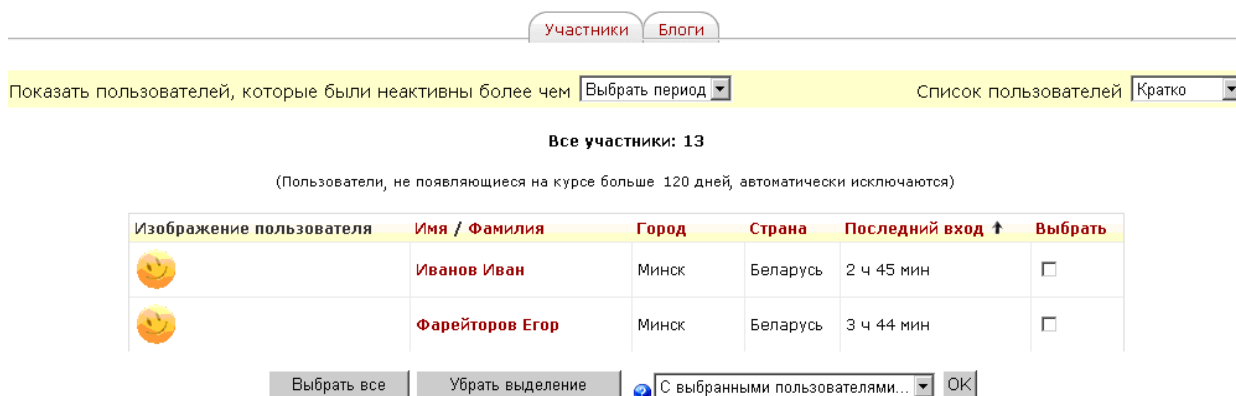 Участники Блоги
Показать пользователей, которые были неактивны более чем Выбрать период Список пользователей Кратко
Все участники: 13
(Пользователи, не появляющиеся на курсе больше 120 дней, автоматически исключаются)
Изображение пользователя Имя / Фамилия Город Страна Последний вход ↑ Выбрать
Иванов Иван Минск Беларусь 2 ч 45 мин
Фарейторов Егор Минск Беларусь 3 ч 44 мин
Выбрать все Убрать выделение ? С выбранными пользователями... OK